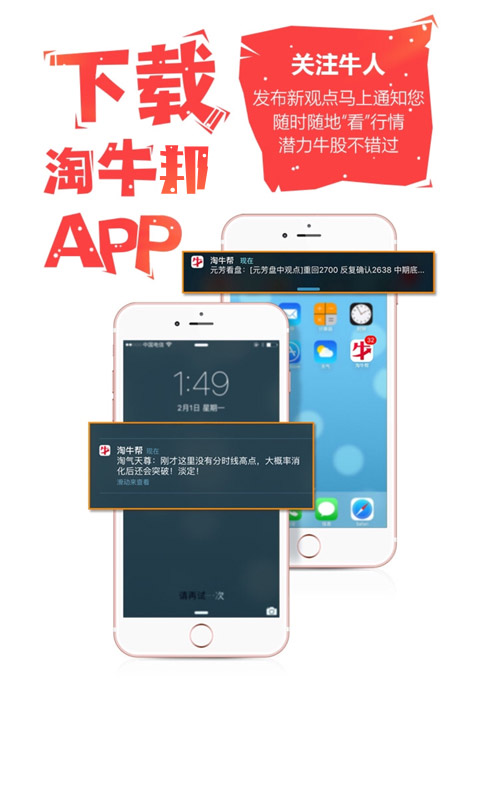 下载
淘牛邦
APP
关注牛人
发布新观点马上通知您
随时随地“看”行情
潜力牛股不错过
淘牛帮 现在
元芳看盘：[元芳盘中观点]重回2700 反复确认2638 中期底...
32
淘牛帮
中国电信
1:49
2月1日 星期一
淘牛帮 现在
淘气天尊：刚才这里没有分时线高点，大概率消
化后还会突破！淡定！
滑动来查看
请再试一次